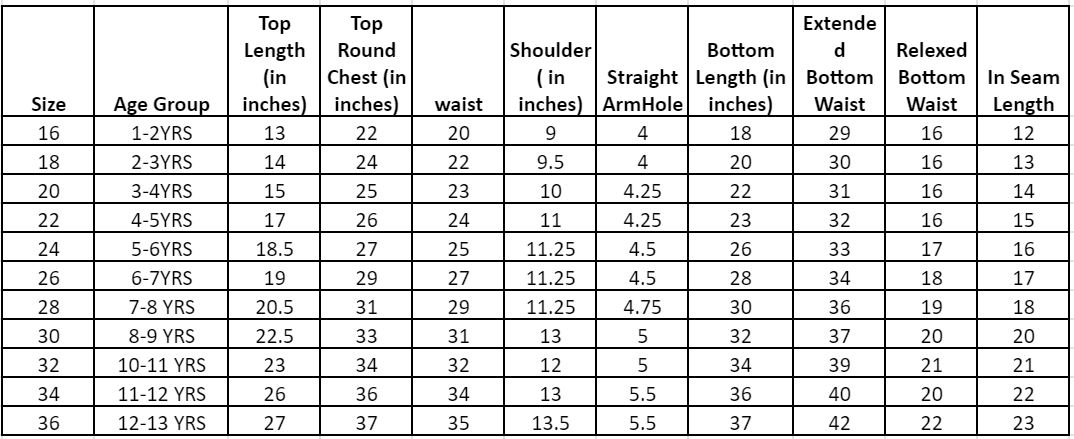 Size Age Group Top Length (in inches) Top Round Chest (in inches) waist Shoulder ( in inches) Straight ArmHole Bottom Length (in inches) Extende d Bottom Waist Relexed Bottom Waist In Seam Length
16 1-2YRS 13 22 20 9 4 18 29 16 12
18 2-3YRS 14 24 22 9.5 4 20 30 16 13
20 3-4YRS 15 25 23 10 4.25 22 31 16 14
22 4-5YRS 17 26 24 11 4.25 23 32 16 15
24 5-6YRS 18.5 27 25 11.25 4.5 26 33 17 16
26 6-7YRS 19 29 27 11.25 4.5 28 34 18 17
28 7-8 YRS 20.5 31 29 11.25 4.75 30 36 19 18
30 8-9 YRS 22.5 33 31 13 5 32 37 20 20
32 10-11 YRS 23 34 32 12 5 34 39 21 21
34 11-12 YRS 26 36 34 13 5.5 36 40 20 22
36 12-13 YRS 27 37 35 13.5 5.5 37 42 22 23